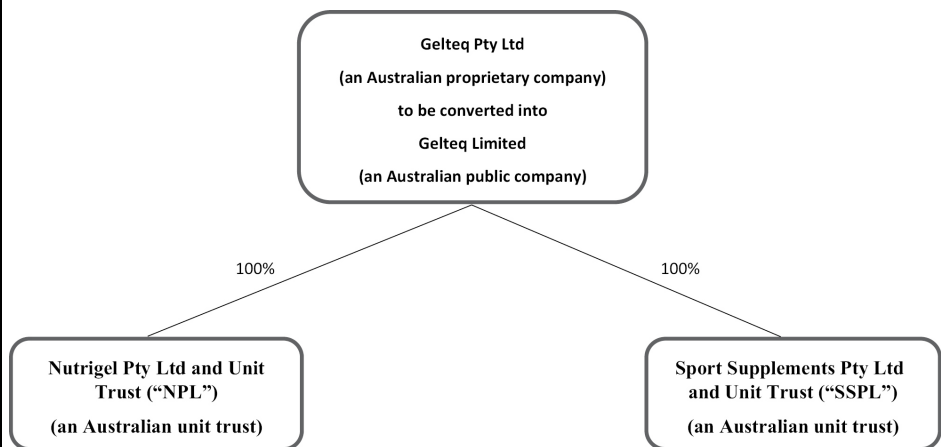 Gelteq Pty Ltd
(an Australian proprietary company)
to be converted into
Gelteq Limited
(an Australian public company)
100%
100%
Nutrigel Pty Ltd and Unit
Trust (“NPL”)
(an Australian unit trust)
Sport Supplements Pty Ltd
and Unit Trust (“SSPL”)
(an Australian unit trust)